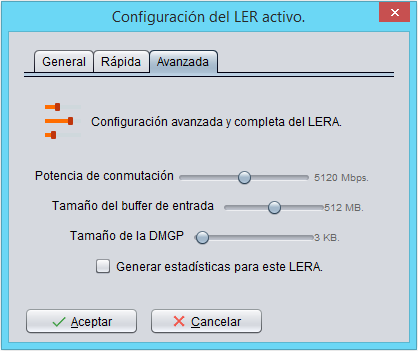 Configuración del LER activo.
General Rápida Avanzada
Configuración avanzada y completa del LERA.
Potencia de conmutación 5120 Mbps.
Tamaño del buffer de entrada 512 MB.
Tamaño de la DMGP 3 KB.
Generar estadísticas para este LERA.
Aceptar Cancelar